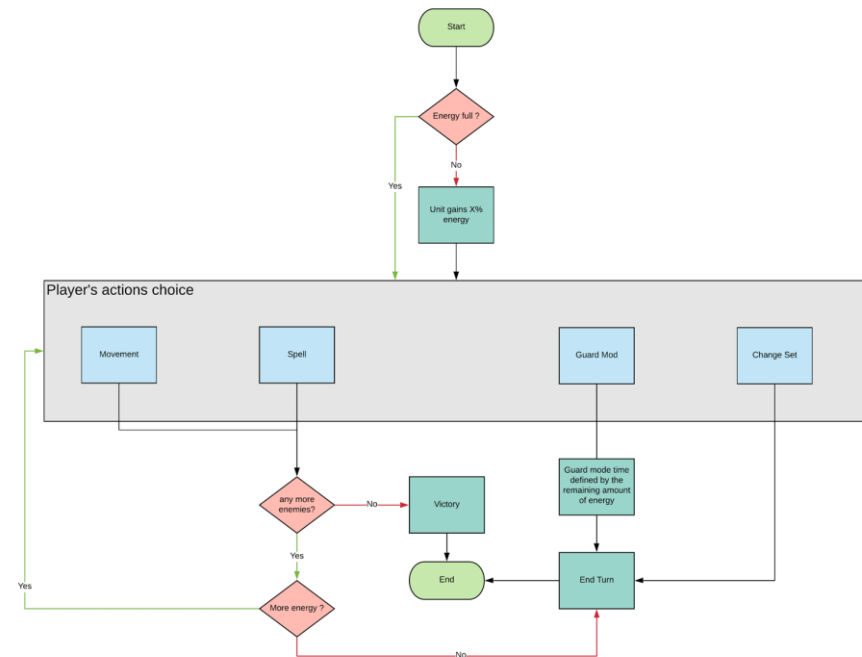 Start
Energy full ?
No
Yes
Unit gains X%
energy
Player's actions choice
Movement
Spell
Guard Mod
Change Set
Guard mode time
defined by the
remaining amount
of energy
any more
enemies?
No
Victory
Yes
End
End Turn
Yes
More energy ?
No